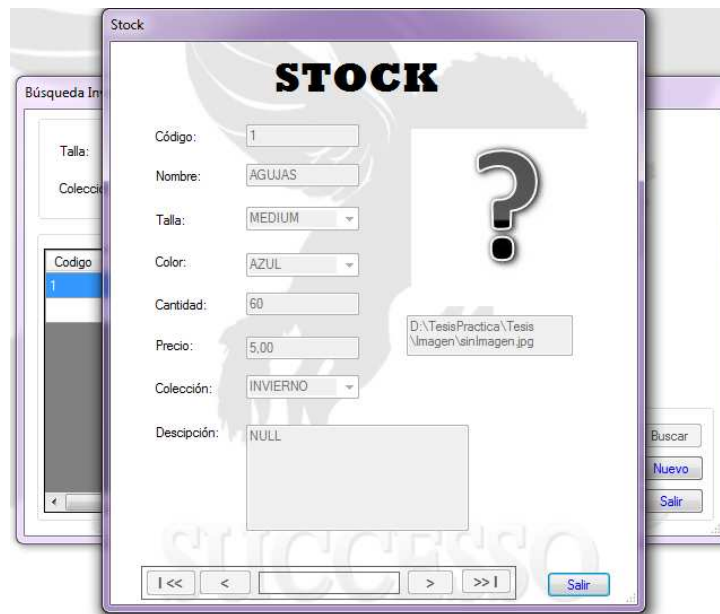 Stock
STOCK
Búsqueda In
Talla:
Colecci
Codigo
1
Código: 1
Nombre: AGUJAS
Talla: MEDIUM
Color: AZUL
Cantidad: 60
Precio: 5,00
Colección: INVIERNO
Descipción: NULL
?
D:\TesisPractica\Tesis
\Imagen\sinImagen.jpg
Buscar
Nuevo
Salir
SUCCESSO
I << < > >> I Salir